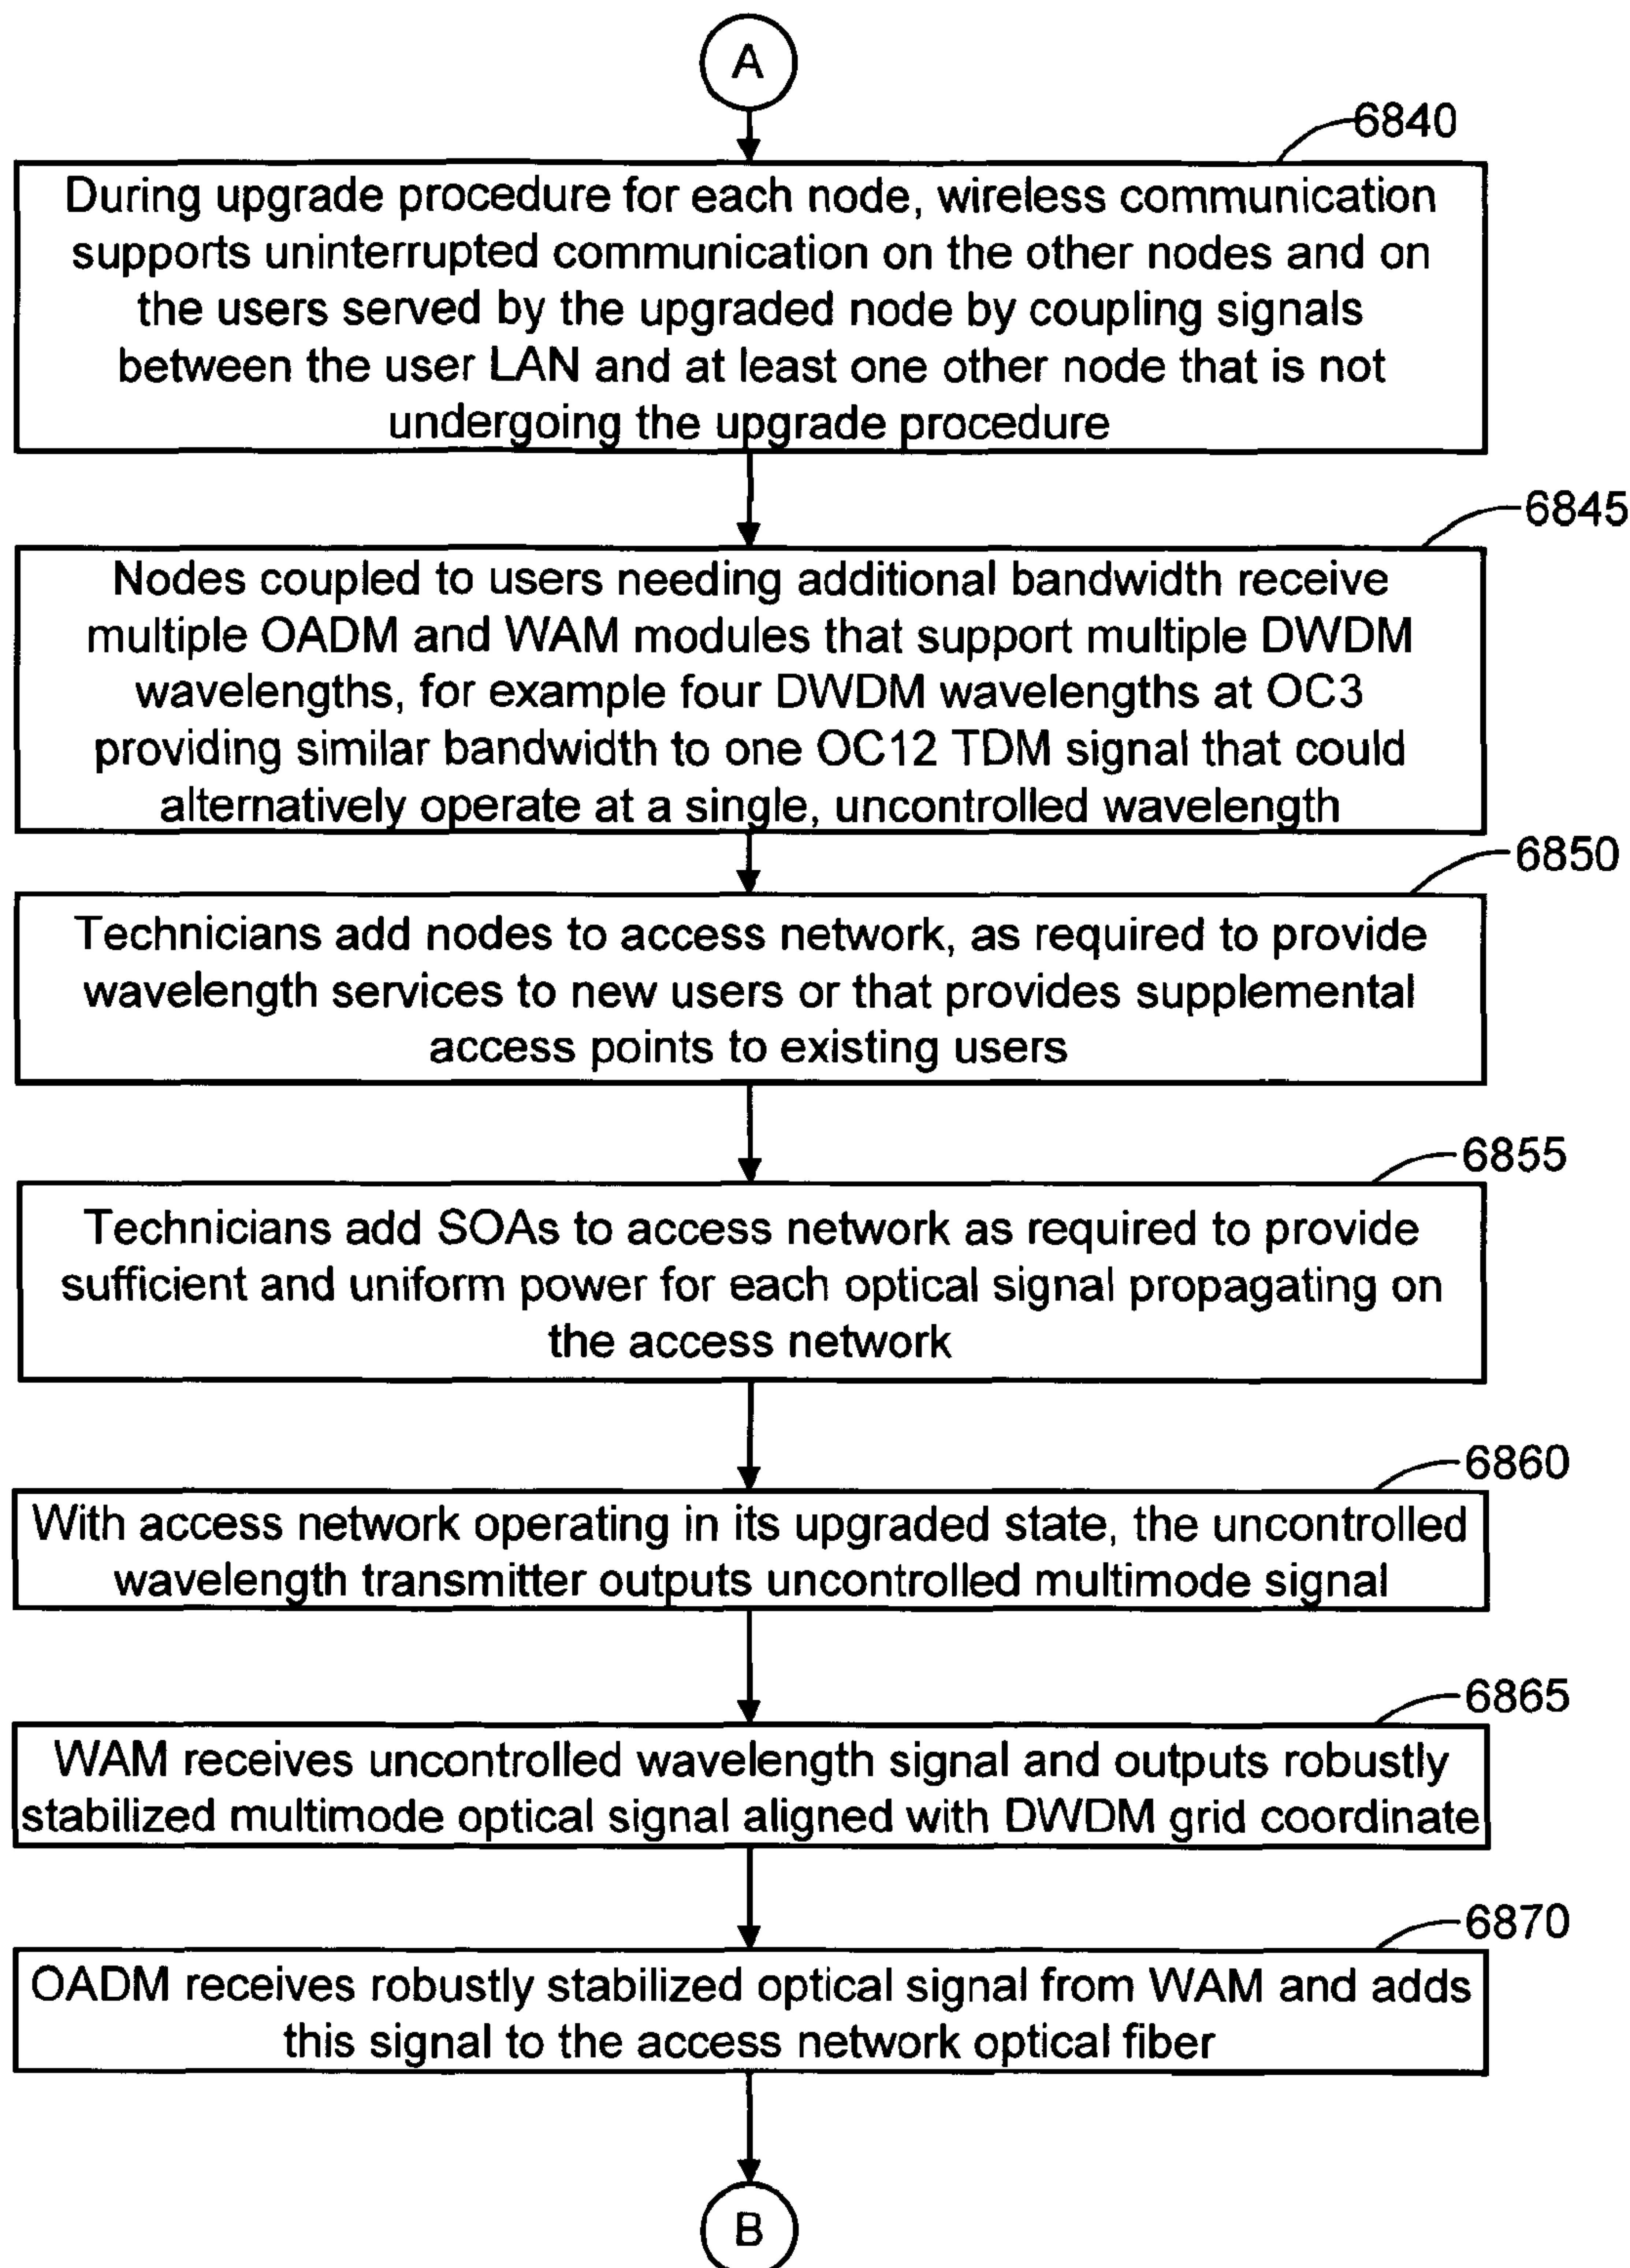 A
6840
During upgrade procedure for each node, wireless communication
supports uninterrupted communication on the other nodes and on
the users served by the upgraded node by coupling signals
between the user LAN and at least one other node that is not
undergoing the upgrade procedure
6845
Nodes coupled to users needing additional bandwidth receive
multiple OADM and WAM modules that support multiple DWDM
wavelengths, for example four DWDM wavelengths at OC3
providing similar bandwidth to one OC12 TDM signal that could
alternatively operate at a single, uncontrolled wavelength
6850
Technicians add nodes to access network, as required to provide
wavelength services to new users or that provides supplemental
access points to existing users
6855
Technicians add SOAs to access network as required to provide
sufficient and uniform power for each optical signal propagating on
the access network
6860
With access network operating in its upgraded state, the uncontrolled
wavelength transmitter outputs uncontrolled multimode signal
6865
WAM receives uncontrolled wavelength signal and outputs robustly
stabilized multimode optical signal aligned with DWDM grid coordinate
6870
OADM receives robustly stabilized optical signal from WAM and adds
this signal to the access network optical fiber
B